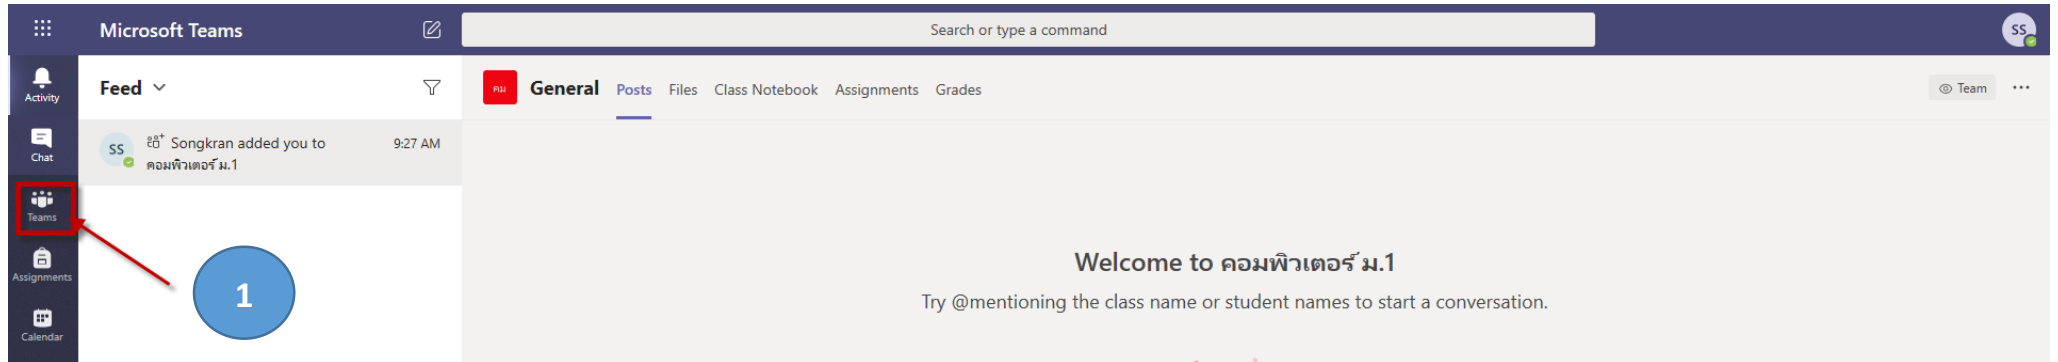 Microsoft Teams
Search or type a command
SS
Activity
Chat
Teams
Assignments
Calendar
Feed
SS
Songkran added you to
คอมพิวเตอร์ ม.1
9:27 AM
1
คม
General
Posts
Files
Class Notebook
Assignments
Grades
Team
Welcome to คอมพิวเตอร์ ม.1
Try @mentioning the class name or student names to start a conversation.